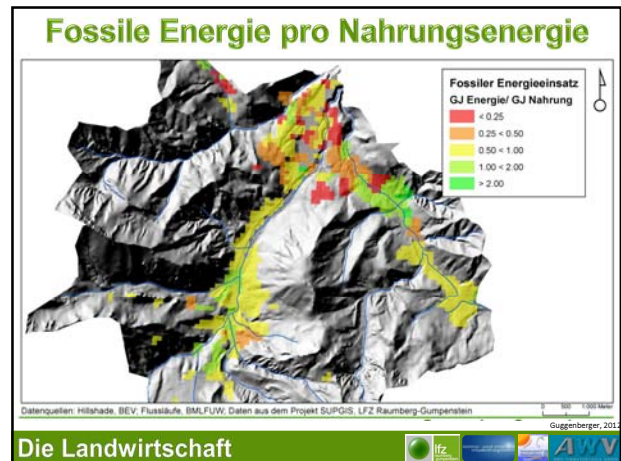 Fossile Energie pro Nahrungsenergie
Fossiler Energieeinsatz
GJ Energie/ GJ Nahrung
< 0.25
0.25 < 0.50
0.50 < 1.00
1.00 < 2.00
> 2.00
Datenquellen: Hillshade, BEV; Flussläufe, BMLFUW; Daten aus dem Projekt SUPGIS, LFZ Raumberg-Gumpenstein
0 500 1.000 Meter
Guggenberger, 2012
Die Landwirtschaft
lfz
AWV